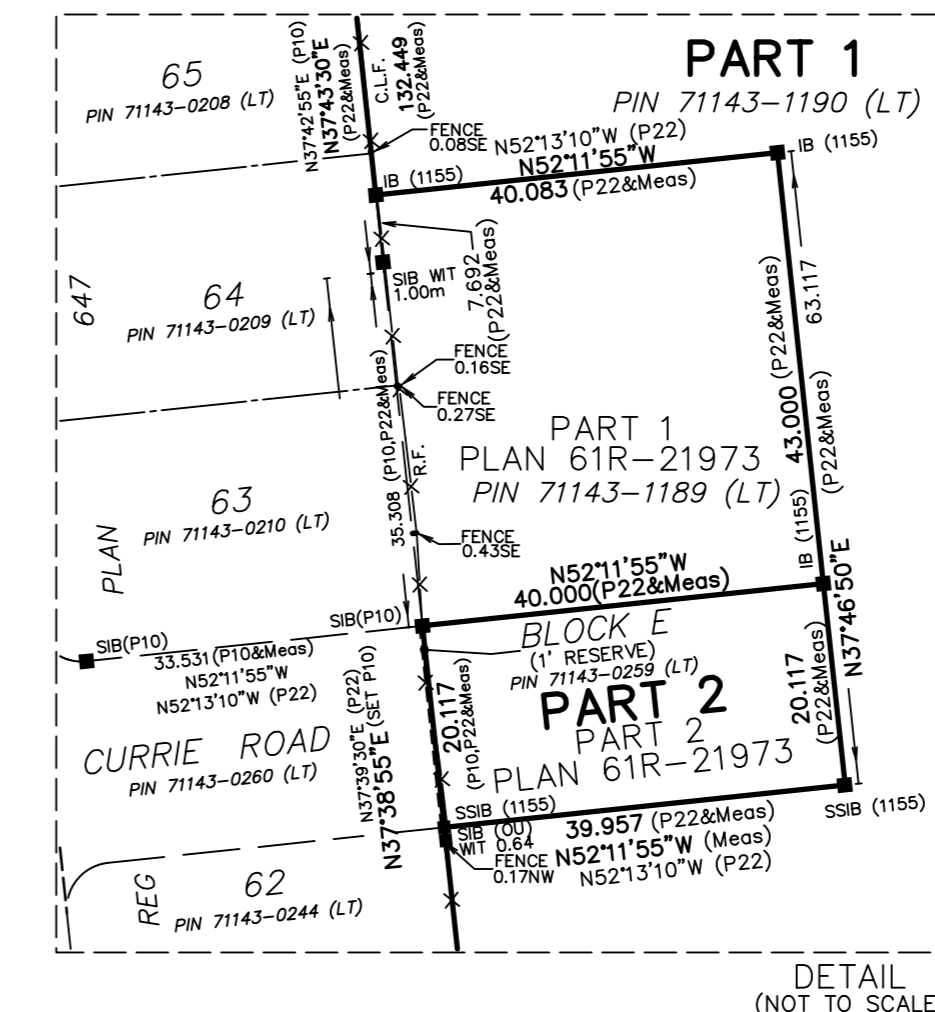 65
PIN 71143-0208 (LT)
N37°42'55"E (P10)
N37°43'30"E
(P22&Meas)
C.L.F.
132.449
(P22&Meas)
PART 1
PIN 71143-1190 (LT)
FENCE
0.08SE
N52°13'10"W (P22)
N52°11'55"W
40.083 (P22&Meas)
IB (1155)
IB (1155)
647
64
PIN 71143-0209 (LT)
SIB WIT
1.00m
7.692
(P22&Meas)
63.117
(P22&Meas)
43.000
(P22&Meas)
FENCE
0.16SE
FENCE
0.27SE
35.308 (P10,P22&Meas)
R.F.
PART 1
PLAN 61R-21973
PIN 71143-1189 (LT)
63
PIN 71143-0210 (LT)
PLAN
FENCE
0.43SE
IB (1155)
N37°46'50"E
N52°11'55"W
40.000(P22&Meas)
SIB(P10)
SIB(P10)
33.531(P10&Meas)
N52°11'55"W
N52°13'10"W (P22)
BLOCK E
(1' RESERVE)
PIN 71143-0259 (LT)
PART 2
PART 2
PLAN 61R-21973
20.117
(P22&Meas)
CURRIE ROAD
PIN 71143-0260 (LT)
N37°39'30"E (P22)
N37°38'55"E (SET P10)
20.117
(P10,P22&Meas)
SSIB (1155)
SIB (OU)
WIT 0.64
FENCE
0.17NW
39.957 (P22&Meas)
N52°11'55"W (Meas)
N52°13'10"W (P22)
SSIB (1155)
REG
62
PIN 71143-0244 (LT)
DETAIL
(NOT TO SCALE